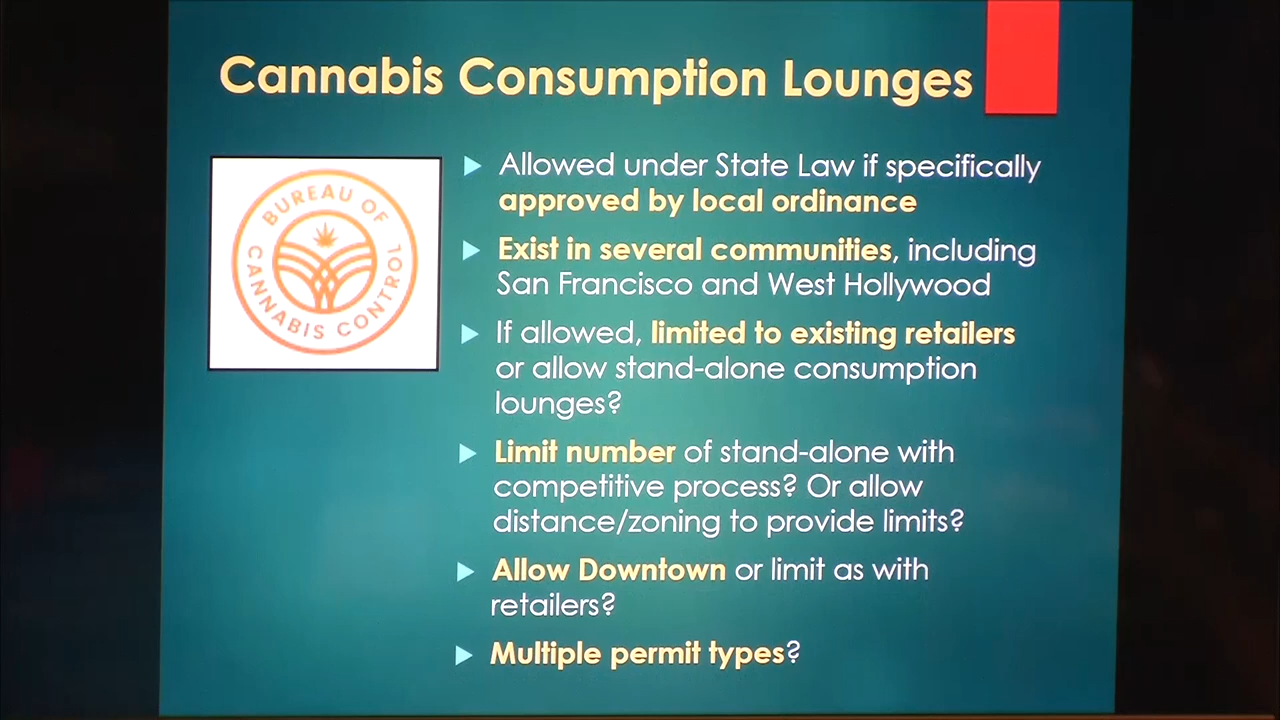 Cannabis Consumption Lounges
BUREAU OF
CANNABIS CONTROL
▶ Allowed under State Law if specifically
approved by local ordinance
▶ Exist in several communities, including
San Francisco and West Hollywood
▶ If allowed, limited to existing retailers
or allow stand-alone consumption
lounges?
▶ Limit number of stand-alone with
competitive process? Or allow
distance/zoning to provide limits?
▶ Allow Downtown or limit as with
retailers?
▶ Multiple permit types?